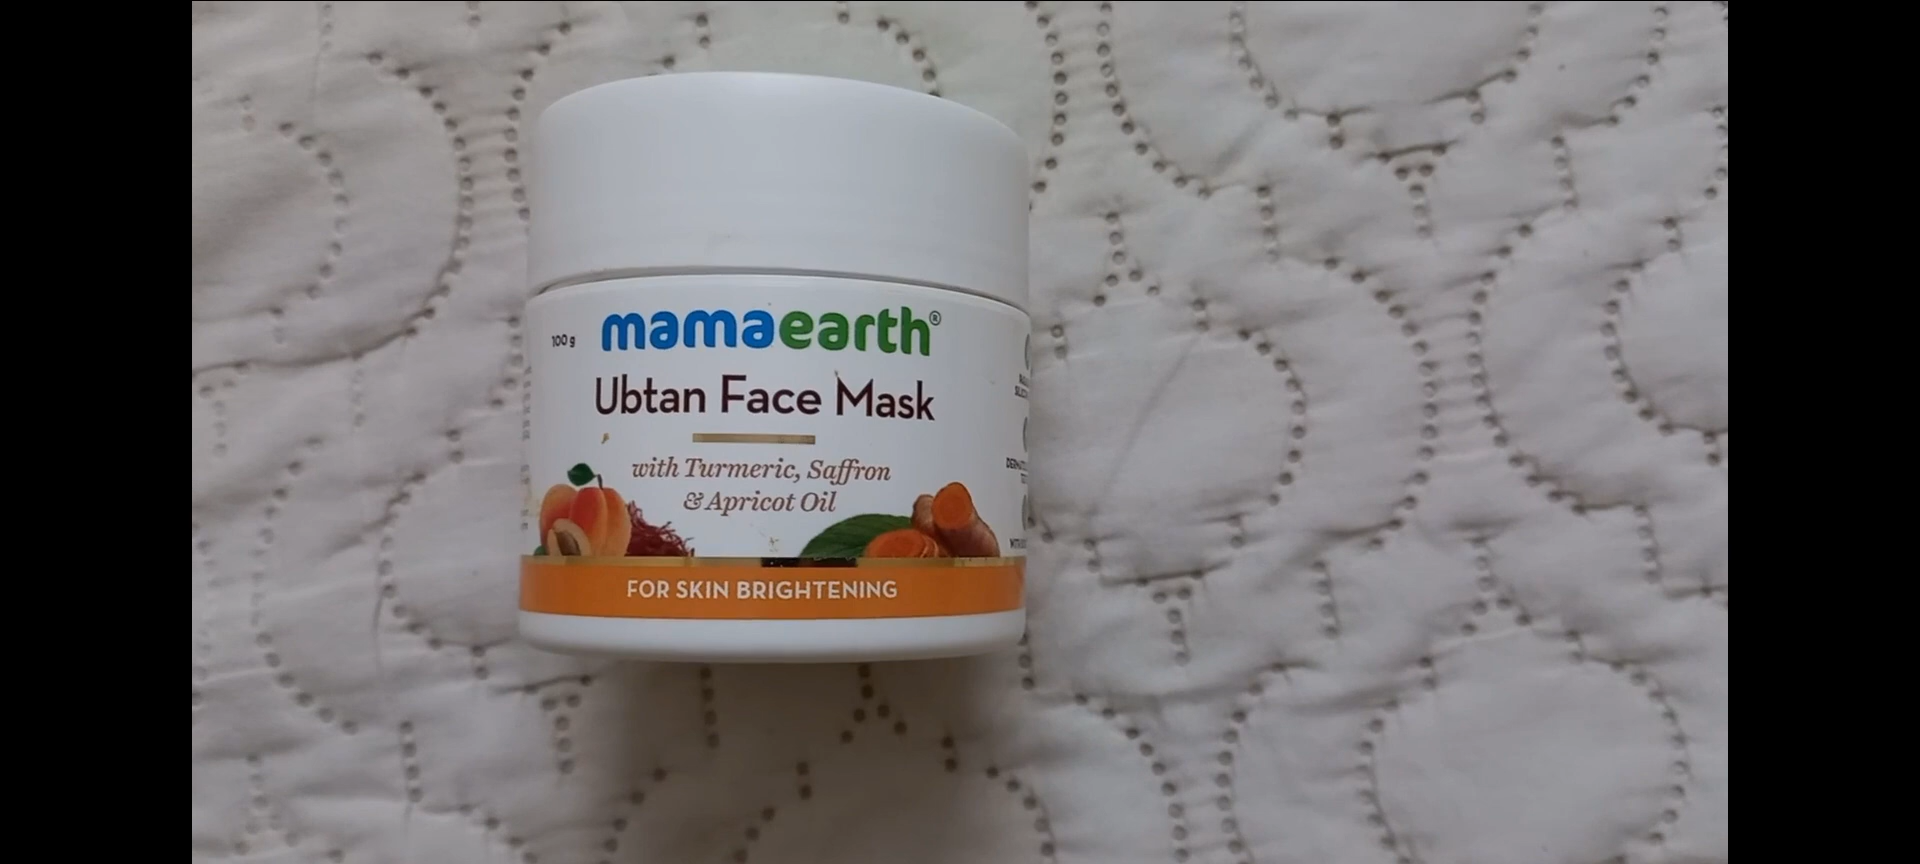 100 g
mamaearth®
Ubtan Face Mask
with Turmeric, Saffron
& Apricot Oil
FOR SKIN BRIGHTENING